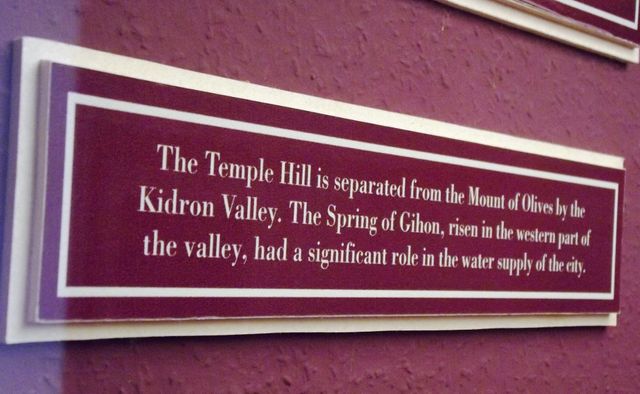 The Temple Hill is separated from the Mount of Olives by the
Kidron Valley. The Spring of Gihon, risen in the western part of
the valley, had a significant role in the water supply of the city.